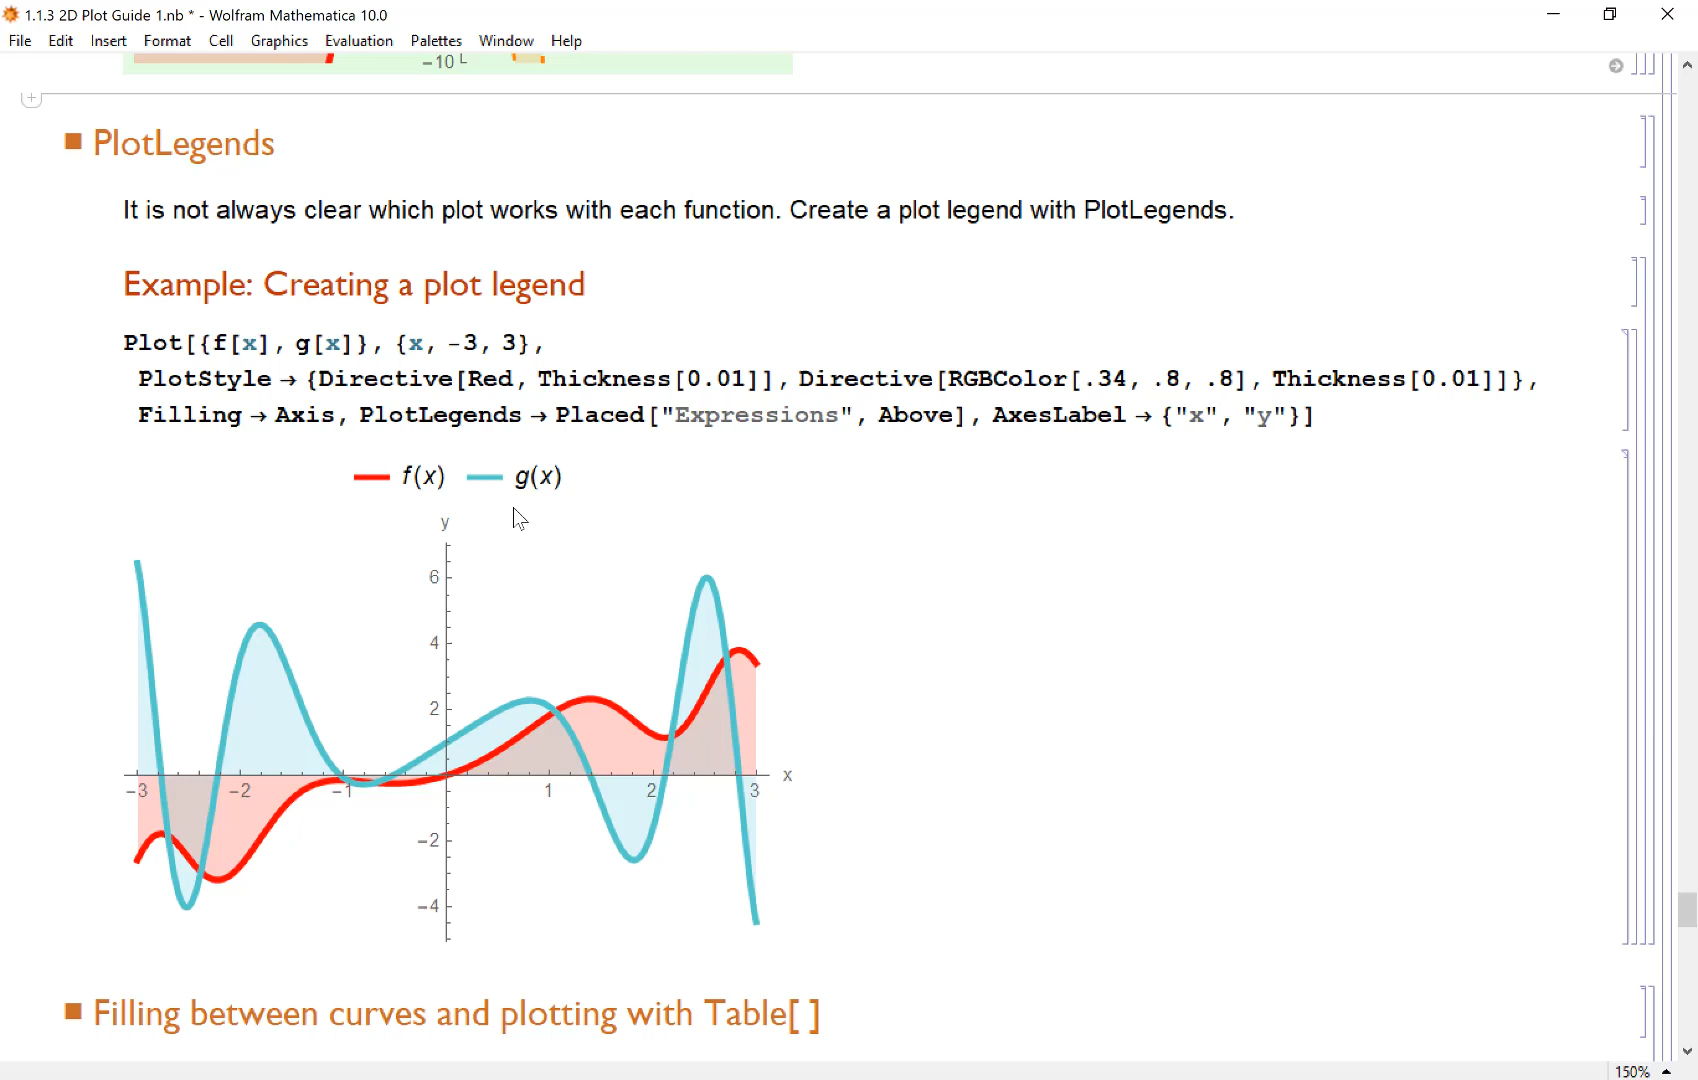 1.1.3 2D Plot Guide 1.nb * - Wolfram Mathematica 10.0
File Edit Insert Format Cell Graphics Evaluation Palettes Window Help
-10
PlotLegends
It is not always clear which plot works with each function. Create a plot legend with PlotLegends.
Example: Creating a plot legend
Plot[{f[x], g[x]}, {x, -3, 3},
PlotStyle → {Directive[Red, Thickness[0.01]], Directive[RGBColor[.34, .8, .8], Thickness[0.01]]},
Filling → Axis, PlotLegends → Placed["Expressions", Above], AxesLabel → {"x", "y"}]
f(x) g(x)
y
6
4
2
x
-3 -2 -1 1 2 3
-2
-4
Filling between curves and plotting with Table[ ]
150%